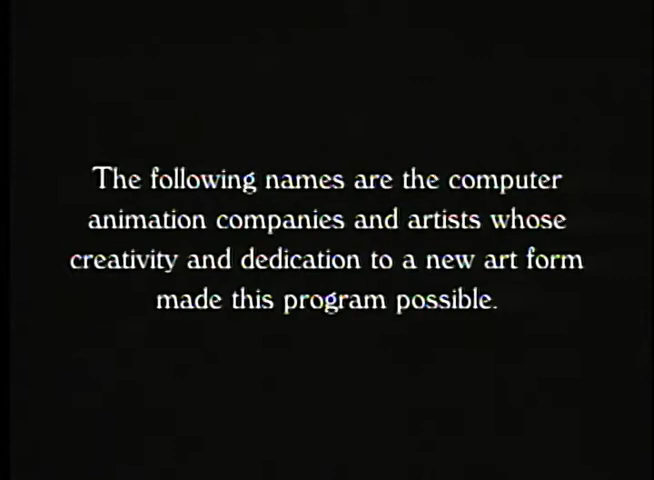 The following names are the computer
animation companies and artists whose
creativity and dedication to a new art form
made this program possible.